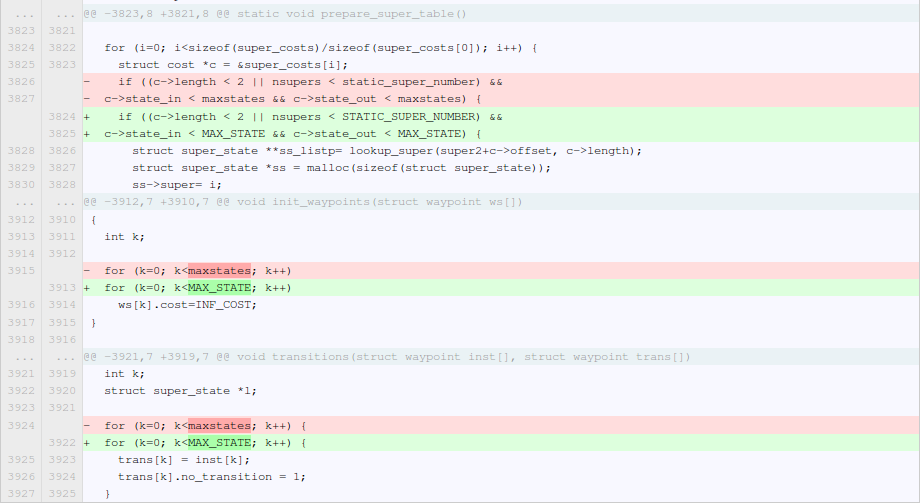 ... ... @@ -3823,8 +3821,8 @@ static void prepare_super_table()
3823 3821
3824 3822 for (i=0; i<sizeof(super_costs)/sizeof(super_costs[0]); i++) {
3825 3823 struct cost *c = &super_costs[i];
3826 - if ((c->length < 2 || nsupers < static_super_number) &&
3827 - c->state_in < maxstates && c->state_out < maxstates) {
3824 + if ((c->length < 2 || nsupers < STATIC_SUPER_NUMBER) &&
3825 + c->state_in < MAX_STATE && c->state_out < MAX_STATE) {
3828 3826 struct super_state **ss_listp= lookup_super(super2+c->offset, c->length);
3829 3827 struct super_state *ss = malloc(sizeof(struct super_state));
3830 3828 ss->super= i;
... ... @@ -3912,7 +3910,7 @@ void init_waypoints(struct waypoint ws[])
3912 3910 {
3913 3911 int k;
3914 3912
3915 - for (k=0; k<maxstates; k++)
3913 + for (k=0; k<MAX_STATE; k++)
3916 3914 ws[k].cost=INF_COST;
3917 3915 }
3918 3916
... ... @@ -3921,7 +3919,7 @@ void transitions(struct waypoint inst[], struct waypoint trans[])
3921 3919 int k;
3922 3920 struct super_state *l;
3923 3921
3924 - for (k=0; k<maxstates; k++) {
3922 + for (k=0; k<MAX_STATE; k++) {
3925 3923 trans[k] = inst[k];
3926 3924 trans[k].no_transition = 1;
3927 3925 }